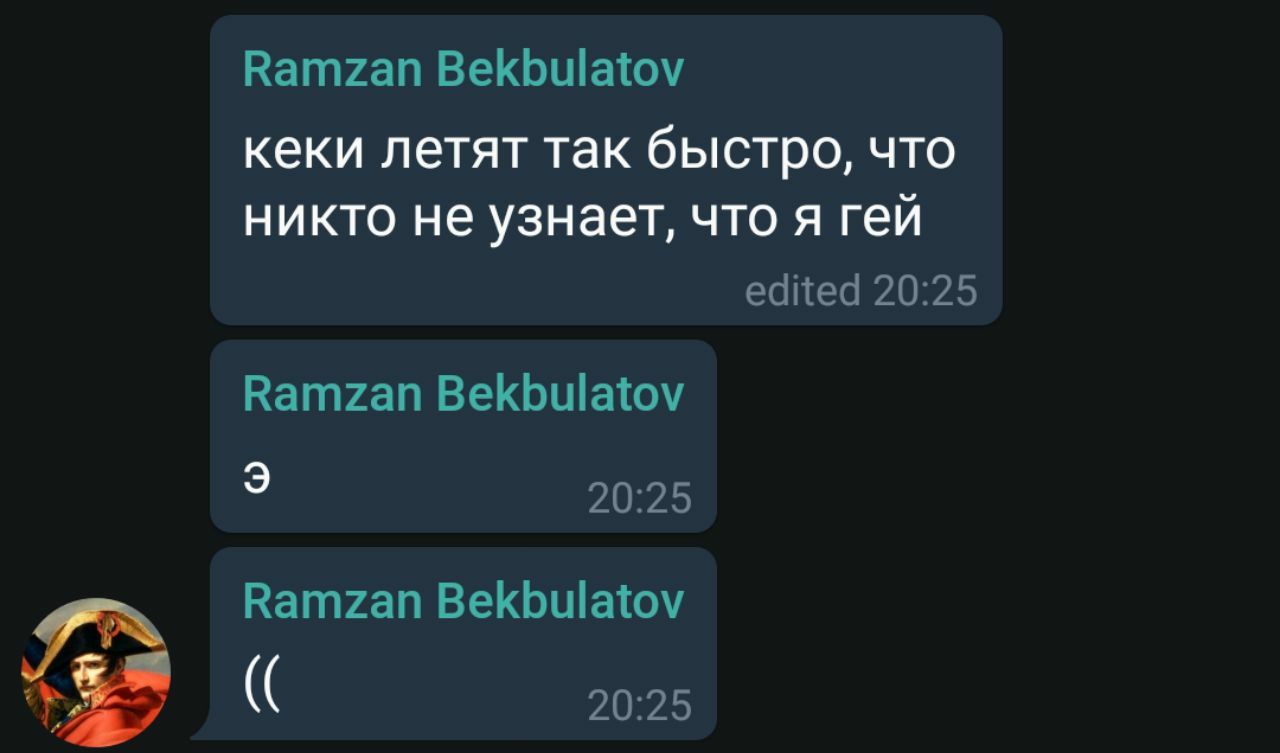 Ramzan Bekbulatov
кеки летят так быстро, что
никто не узнает, что я гей
edited 20:25
Ramzan Bekbulatov
э
20:25
Ramzan Bekbulatov
((
20:25